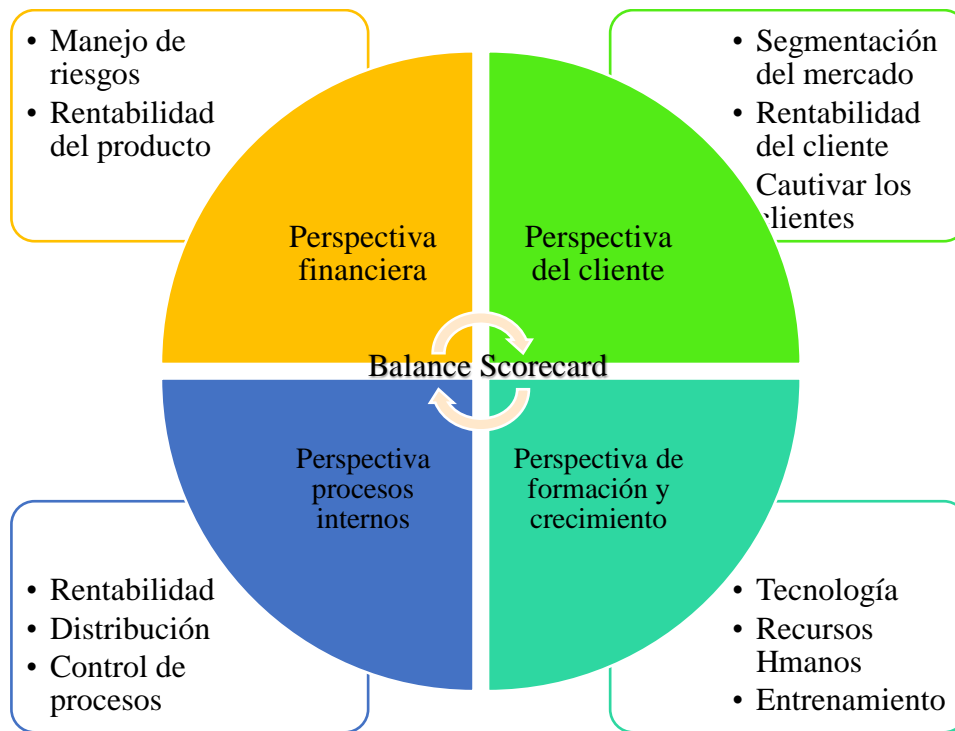 • Manejo de
riesgos
• Rentabilidad
del producto
• Segmentación
del mercado
• Rentabilidad
del cliente
Cautivar los
clientes
Perspectiva
financiera
Perspectiva
del cliente
Balance Scorecard
Perspectiva
procesos
internos
Perspectiva de
formación y
crecimiento
• Rentabilidad
• Distribución
• Control de
procesos
• Tecnología
• Recursos
Hmanos
• Entrenamiento